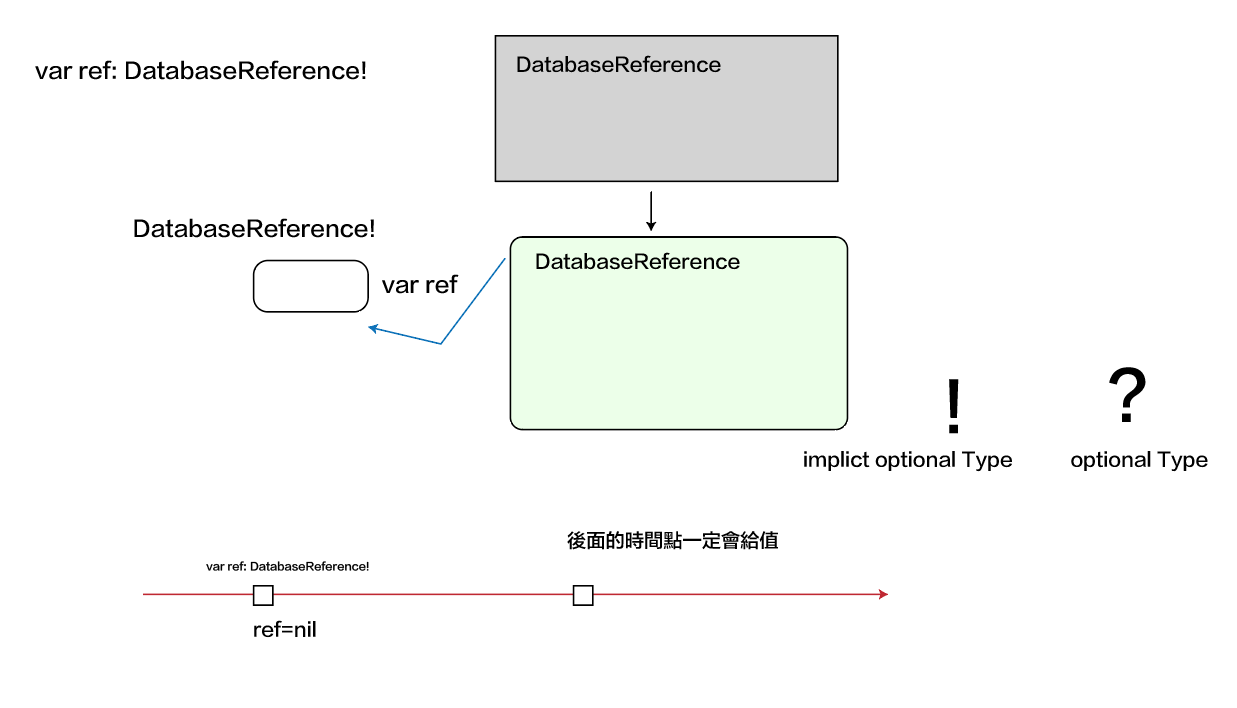 var ref: DatabaseReference!
DatabaseReference
DatabaseReference!
var ref
DatabaseReference
!
?
implict optional Type
optional Type
後面的時間點一定會給值
var ref: DatabaseReference!
ref=nil